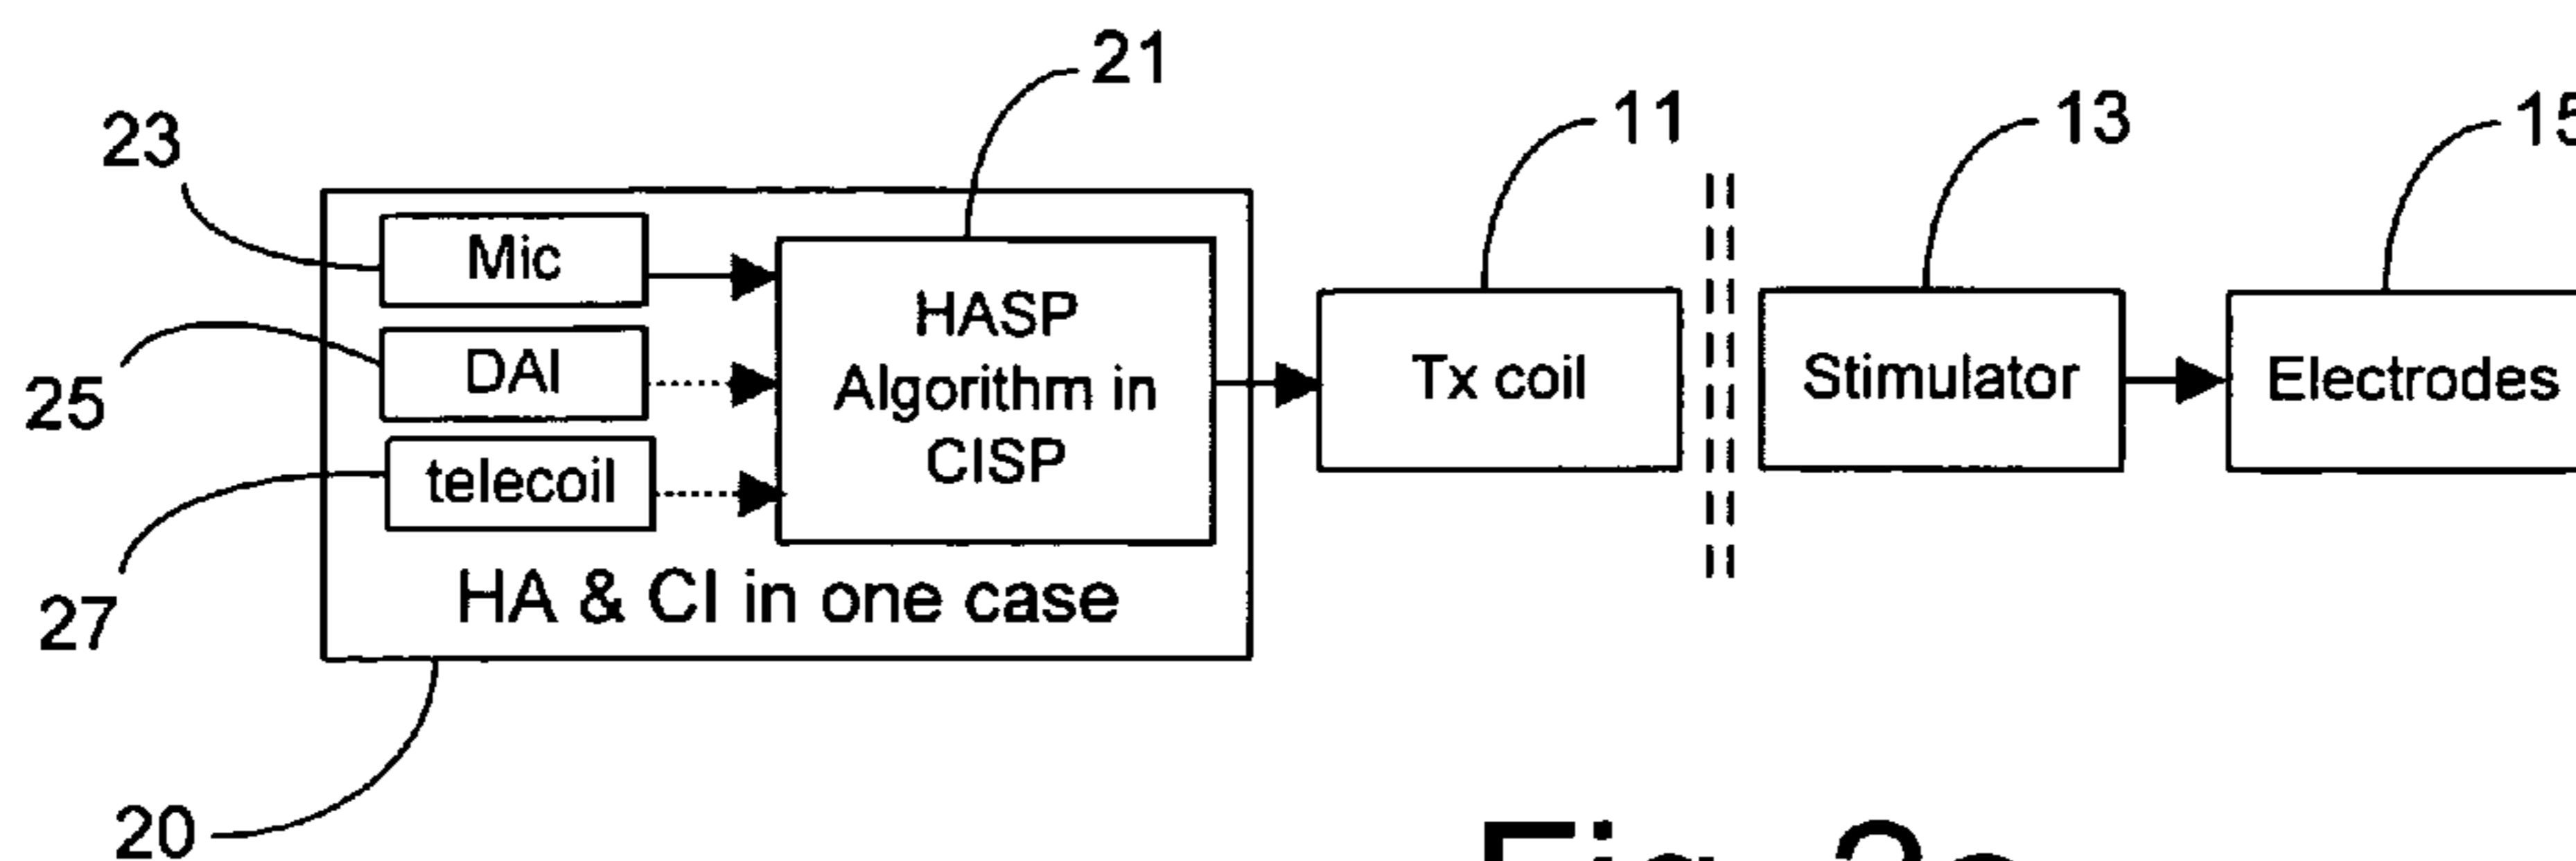 21
23
11
13
15
Mic
HASP
Algorithm in
CISP
DAI
25
telecoil
27
Tx coil
Stimulator
Electrodes
HA & CI in one case
20